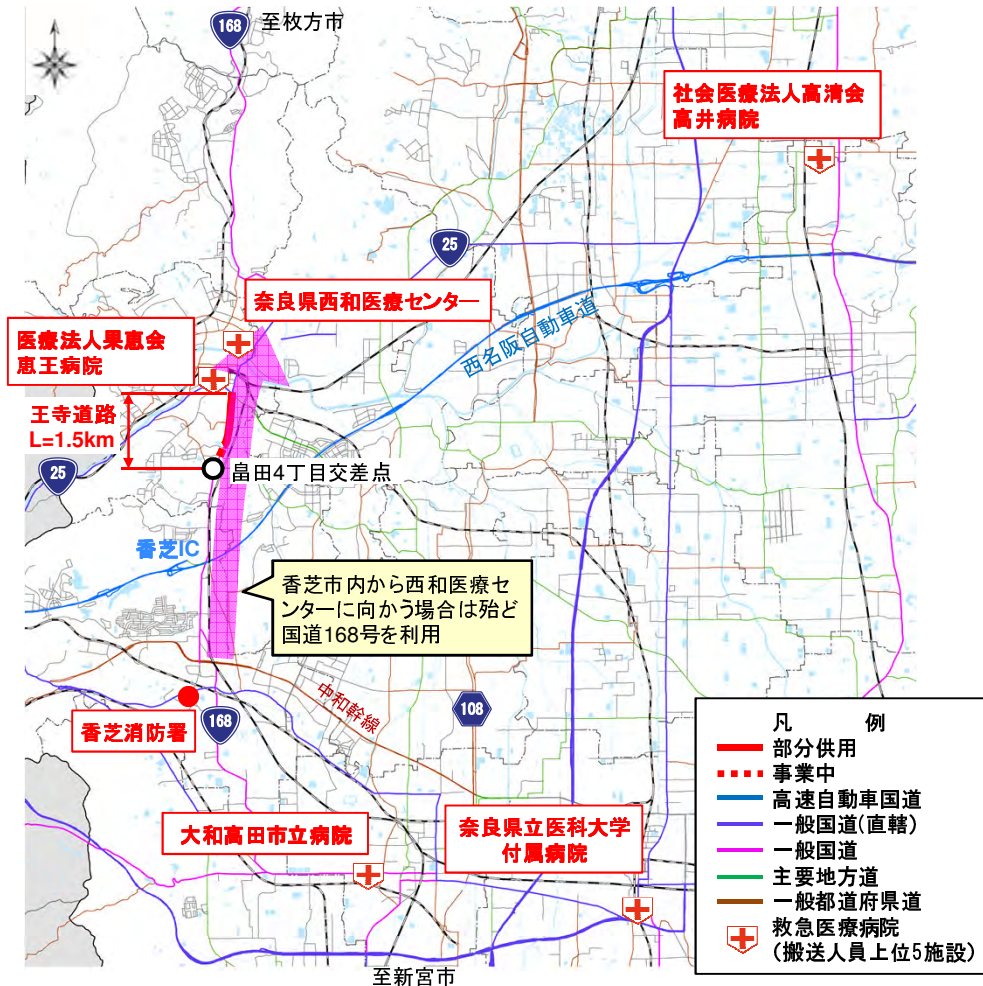 168
至枚方市
社会医療法人高清会
高井病院
25
奈良県西和医療センター
西名阪自動車道
医療法人果恵会
恵王病院
王寺道路
L=1.5km
25
畠田4丁目交差点
香芝IC
香芝市内から西和医療セ
ンターに向かう場合は殆ど
国道168号を利用
中和幹線
108
香芝消防署
168
大和高田市立病院
奈良県立医科大学
付属病院
至新宮市
凡 例
部分供用
事業中
高速自動車国道
一般国道(直轄)
一般国道
主要地方道
一般都道府県道
救急医療病院
(搬送人員上位5施設)